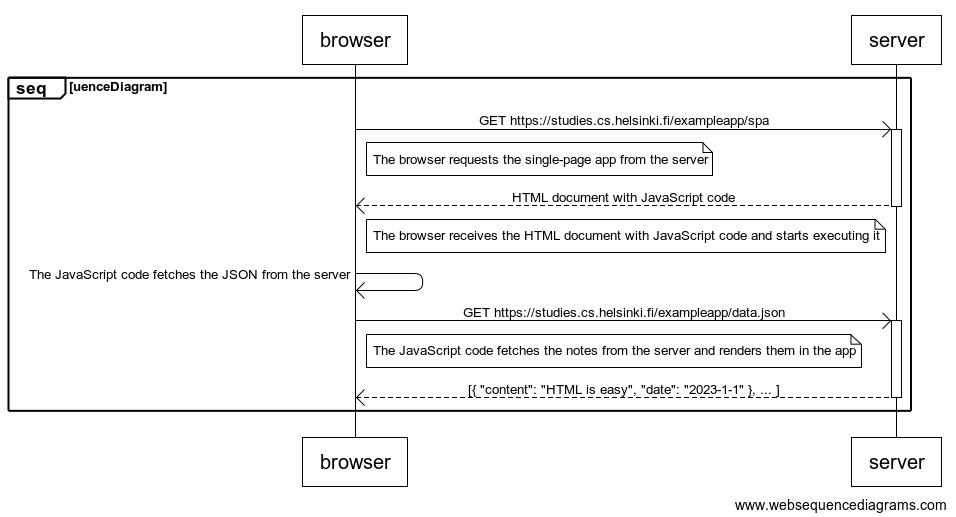 browser
server
seq [uenceDiagram]
GET https://studies.cs.helsinki.fi/exampleapp/spa
The browser requests the single-page app from the server
HTML document with JavaScript code
The browser receives the HTML document with JavaScript code and starts executing it
The JavaScript code fetches the JSON from the server
GET https://studies.cs.helsinki.fi/exampleapp/data.json
The JavaScript code fetches the notes from the server and renders them in the app
[{ "content": "HTML is easy", "date": "2023-1-1" }, ... ]
browser
server
www.websequencediagrams.com